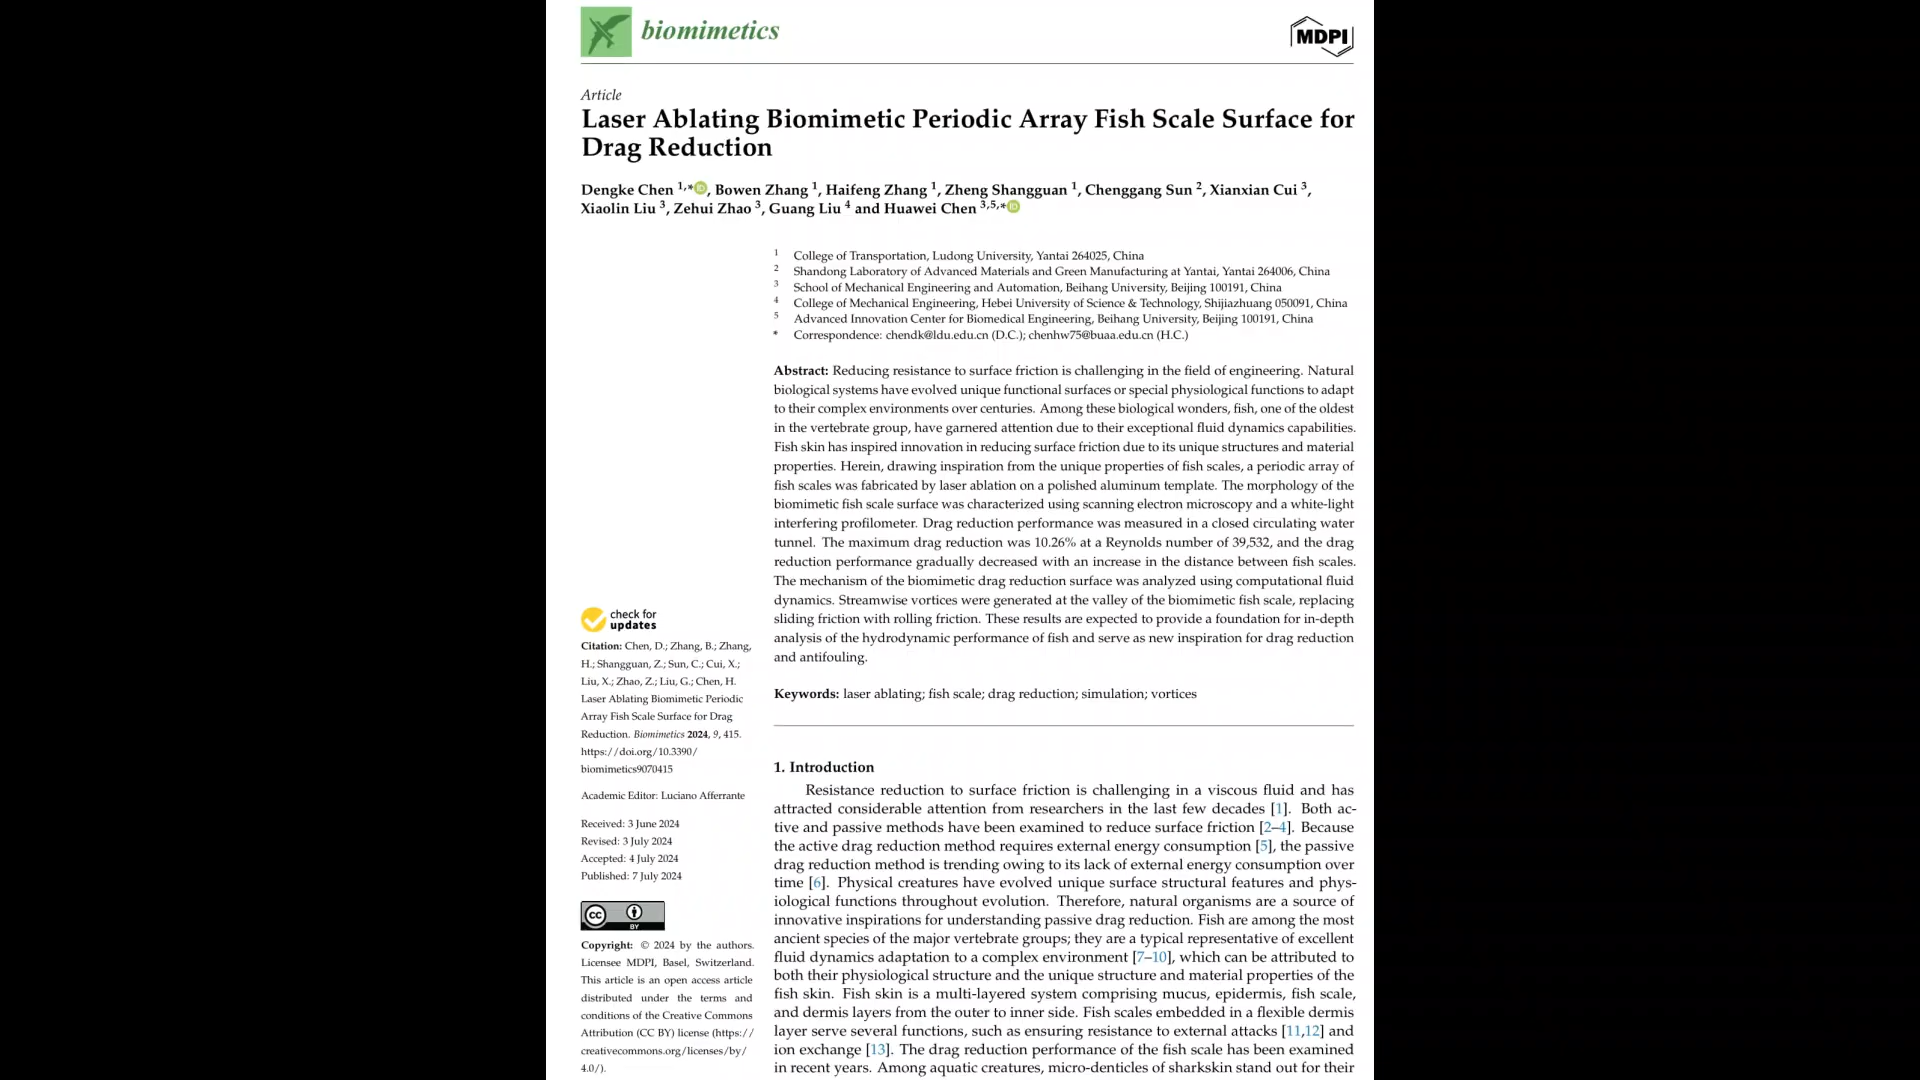 biomimetics
MDPI
Article
Laser Ablating Biomimetic Periodic Array Fish Scale Surface for
Drag Reduction
Dengke Chen 1,*, Bowen Zhang 1, Haifeng Zhang 1, Zheng Shangguan 1, Chenggang Sun 2, Xianxian Cui 3,
Xiaolin Liu 3, Zehui Zhao 3, Guang Liu 4 and Huawei Chen 3,5,*
1 College of Transportation, Ludong University, Yantai 264025, China
2 Shandong Laboratory of Advanced Materials and Green Manufacturing at Yantai, Yantai 264006, China
3 School of Mechanical Engineering and Automation, Beihang University, Beijing 100191, China
4 College of Mechanical Engineering, Hebei University of Science & Technology, Shijiazhuang 050091, China
5 Advanced Innovation Center for Biomedical Engineering, Beihang University, Beijing 100191, China
* Correspondence: chendk@ldu.edu.cn (D.C.); chenhw75@buaa.edu.cn (H.C.)
Abstract: Reducing resistance to surface friction is challenging in the field of engineering. Natural
biological systems have evolved unique functional surfaces or special physiological functions to adapt
to their complex environments over centuries. Among these biological wonders, fish, one of the oldest
in the vertebrate group, have garnered attention due to their exceptional fluid dynamics capabilities.
Fish skin has inspired innovation in reducing surface friction due to its unique structures and material
properties. Herein, drawing inspiration from the unique properties of fish scales, a periodic array of
fish scales was fabricated by laser ablation on a polished aluminum template. The morphology of the
biomimetic fish scale surface was characterized using scanning electron microscopy and a white-light
interfering profilometer. Drag reduction performance was measured in a closed circulating water
tunnel. The maximum drag reduction was 10.26% at a Reynolds number of 39,532, and the drag
reduction performance gradually decreased with an increase in the distance between fish scales.
The mechanism of the biomimetic drag reduction surface was analyzed using computational fluid
dynamics. Streamwise vortices were generated at the valley of the biomimetic fish scale, replacing
sliding friction with rolling friction. These results are expected to provide a foundation for in-depth
analysis of the hydrodynamic performance of fish and serve as new inspiration for drag reduction
and antifouling.
Keywords: laser ablating; fish scale; drag reduction; simulation; vortices
check for
updates
Citation: Chen, D.; Zhang, B.; Zhang,
H.; Shangguan, Z.; Sun, C.; Cui, X.;
Liu, X.; Zhao, Z.; Liu, G.; Chen, H.
Laser Ablating Biomimetic Periodic
Array Fish Scale Surface for Drag
Reduction. Biomimetics 2024, 9, 415.
https://doi.org/10.3390/
biomimetics9070415
Academic Editor: Luciano Afferrante
Received: 3 June 2024
Revised: 3 July 2024
Accepted: 4 July 2024
Published: 7 July 2024
CC BY
Copyright: © 2024 by the authors.
Licensee MDPI, Basel, Switzerland.
This article is an open access article
distributed under the terms and
conditions of the Creative Commons
Attribution (CC BY) license (https://
creativecommons.org/licenses/by/
4.0/).
1. Introduction
Resistance reduction to surface friction is challenging in a viscous fluid and has
attracted considerable attention from researchers in the last few decades [1]. Both ac-
tive and passive methods have been examined to reduce surface friction [2–4]. Because
the active drag reduction method requires external energy consumption [5], the passive
drag reduction method is trending owing to its lack of external energy consumption over
time [6]. Physical creatures have evolved unique surface structural features and phys-
iological functions throughout evolution. Therefore, natural organisms are a source of
innovative inspirations for understanding passive drag reduction. Fish are among the most
ancient species of the major vertebrate groups; they are a typical representative of excellent
fluid dynamics adaptation to a complex environment [7–10], which can be attributed to
both their physiological structure and the unique structure and material properties of the
fish skin. Fish skin is a multi-layered system comprising mucus, epidermis, fish scale,
and dermis layers from the outer to inner side. Fish scales embedded in a flexible dermis
layer serve several functions, such as ensuring resistance to external attacks [11,12] and
ion exchange [13]. The drag reduction performance of the fish scale has been examined
in recent years. Among aquatic creatures, micro-denticles of sharkskin stand out for their